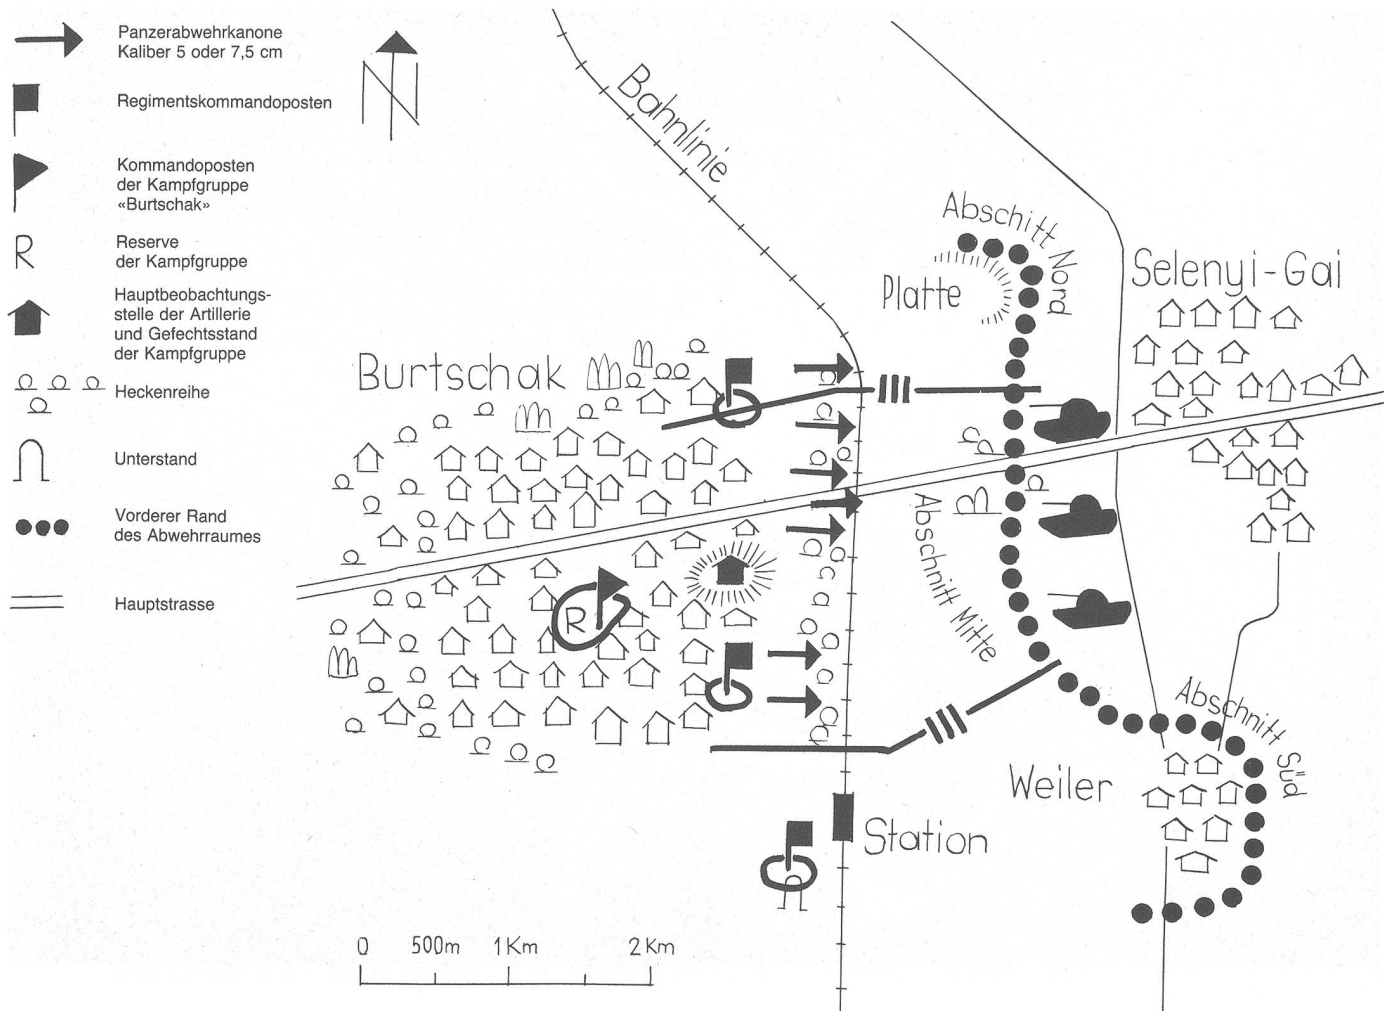 Panzerabwehrkanone
Kaliber 5 oder 7,5 cm
Regimentskommandoposten
Kommandoposten
der Kampfgruppe
«Burtschak»
R
Reserve
der Kampfgruppe
Hauptbeobachtungs-
stelle der Artillerie
und Gefechtsstand
der Kampfgruppe
Heckenreihe
Unterstand
Vorderer Rand
des Abwehrraumes
Hauptstrasse
N
Bahnlinie
Abschitt Nord
Platte
Selenyi-Gai
Burtschak
Abschnitt Mitte
R
Abschnitt Süd
Weiler
Station
0 500m 1Km 2Km